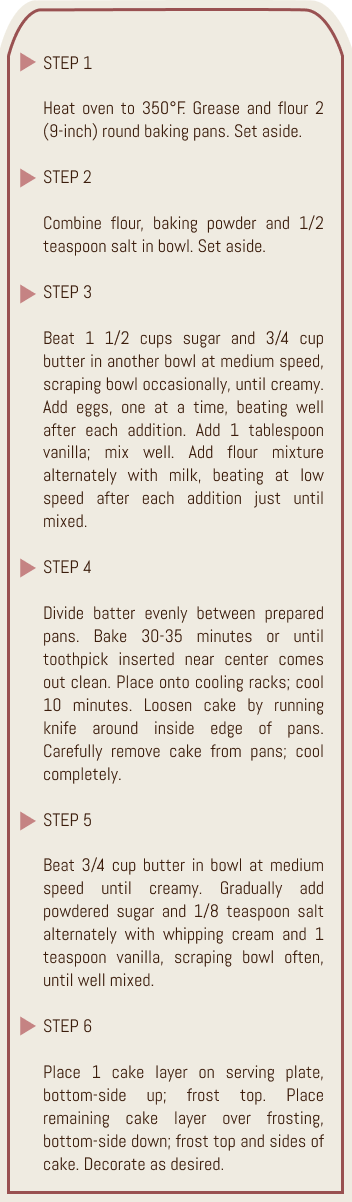 STEP 1
Heat oven to 350°F. Grease and flour 2
(9-inch) round baking pans. Set aside.
STEP 2
Combine flour, baking powder and 1/2
teaspoon salt in bowl. Set aside.
STEP 3
Beat 1 1/2 cups sugar and 3/4 cup
butter in another bowl at medium speed,
scraping bowl occasionally, until creamy.
Add eggs, one at a time, beating well
after each addition. Add 1 tablespoon
vanilla; mix well. Add flour mixture
alternately with milk, beating at low
speed after each addition just until
mixed.
STEP 4
Divide batter evenly between prepared
pans. Bake 30-35 minutes or until
toothpick inserted near center comes
out clean. Place onto cooling racks; cool
10 minutes. Loosen cake by running
knife around inside edge of pans.
Carefully remove cake from pans; cool
completely.
STEP 5
Beat 3/4 cup butter in bowl at medium
speed until creamy. Gradually add
powdered sugar and 1/8 teaspoon salt
alternately with whipping cream and 1
teaspoon vanilla, scraping bowl often,
until well mixed.
STEP 6
Place 1 cake layer on serving plate,
bottom-side up; frost top. Place
remaining cake layer over frosting,
bottom-side down; frost top and sides of
cake. Decorate as desired.